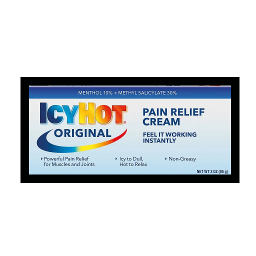 MENTHOL 10% • METHYL SALICYLATE 30%
ICYHOT
ORIGINAL
PAIN RELIEF
CREAM
FEEL IT WORKING
INSTANTLY
• Powerful Pain Relief
for Muscles and Joints
• Icy to Dull,
Hot to Relax
• Non-Greasy
NET WT 3 OZ (85 g)